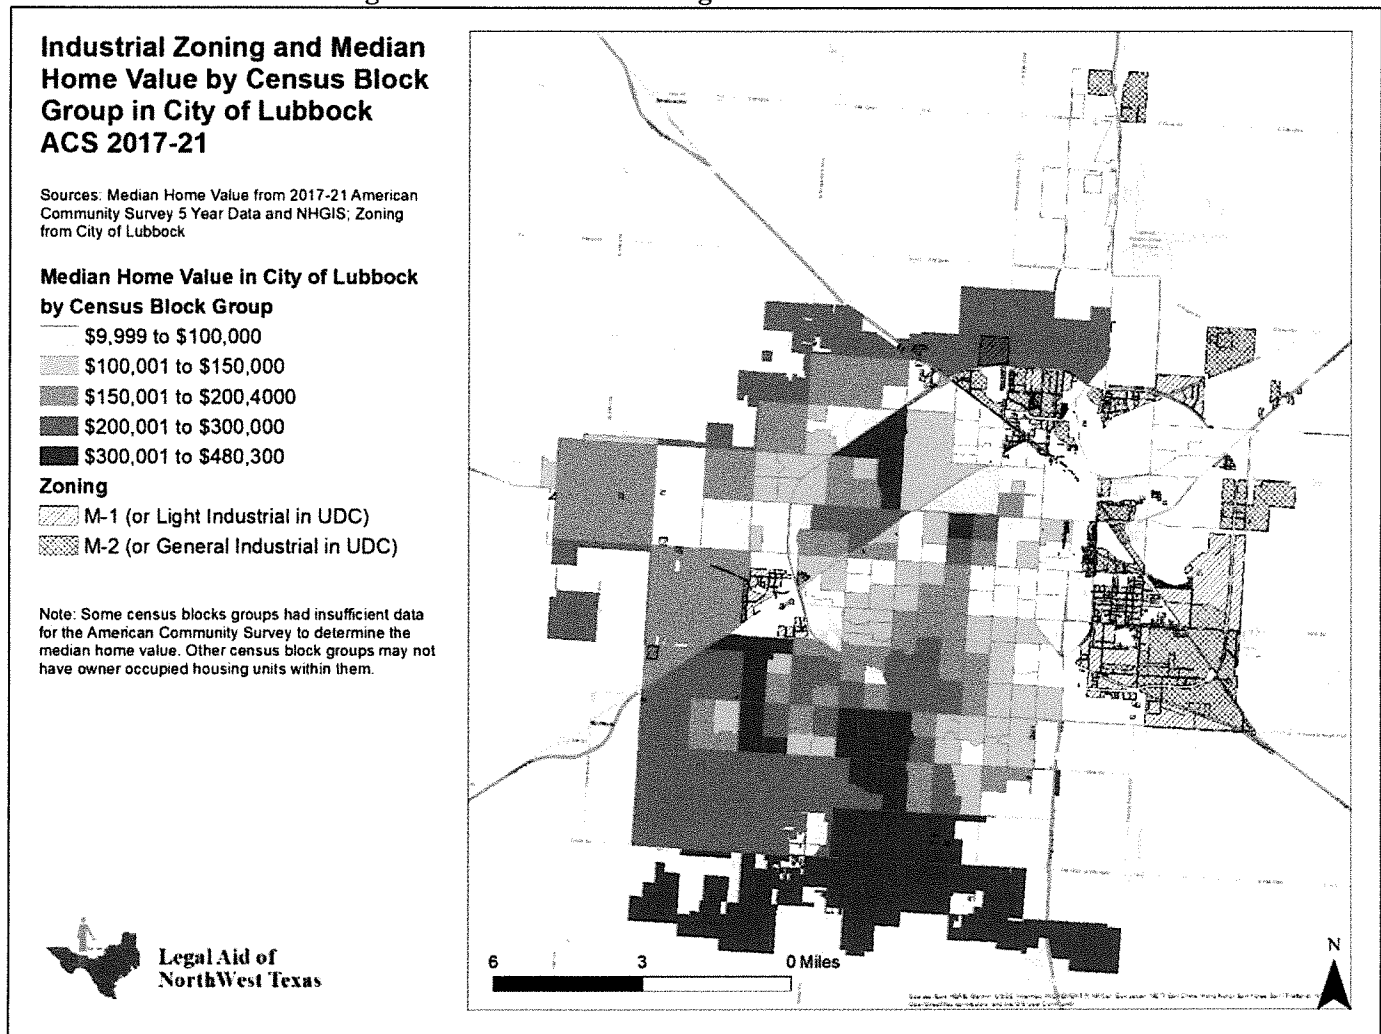 Industrial Zoning and Median
Home Value by Census Block
Group in City of Lubbock
ACS 2017-21
Sources: Median Home Value from 2017-21 American
Community Survey 5 Year Data and NHGIS; Zoning
from City of Lubbock
Median Home Value in City of Lubbock
by Census Block Group
$9,999 to $100,000
$100,001 to $150,000
$150,001 to $200,4000
$200,001 to $300,000
$300,001 to $480,300
Zoning
M-1 (or Light Industrial in UDC)
M-2 (or General Industrial in UDC)
Note: Some census blocks groups had insufficient data
for the American Community Survey to determine the
median home value. Other census block groups may not
have owner occupied housing units within them.
Legal Aid of
NorthWest Texas
6 3 0 Miles
N